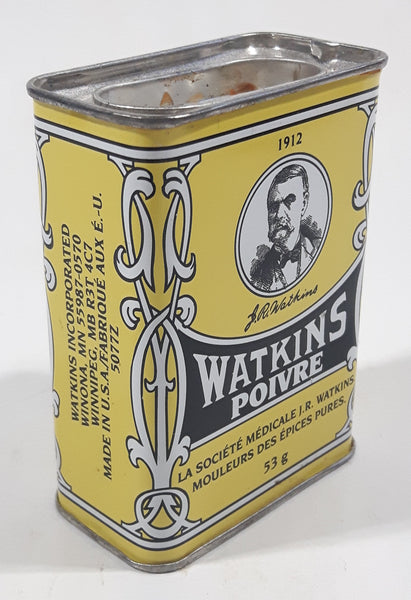 1912
J.R. Watkins
WATKINS
POIVRE
LA SOCIÉTÉ MÉDICALE J.R. WATKINS
MOULEURS DES ÉPICES PURES.
53 g
WATKINS INCORPORATED
WINONA, MN 55987-0570
WINNIPEG, MB R3T 4C7
MADE IN U.S.A./FABRIQUE AUX É.-U.
5077Z